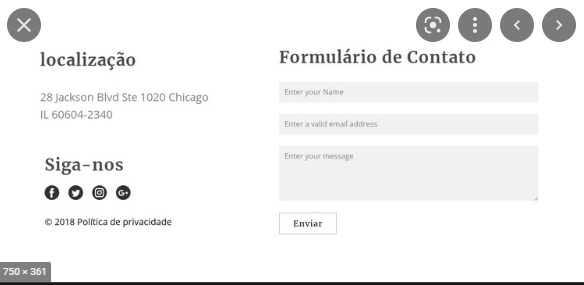 localização
28 Jackson Blvd Ste 1020 Chicago
IL 60604-2340
Siga-nos
© 2018 Política de privacidade
Formulário de Contato
Enter your Name
Enter a valid email address
Enter your message
Enviar
750 × 361